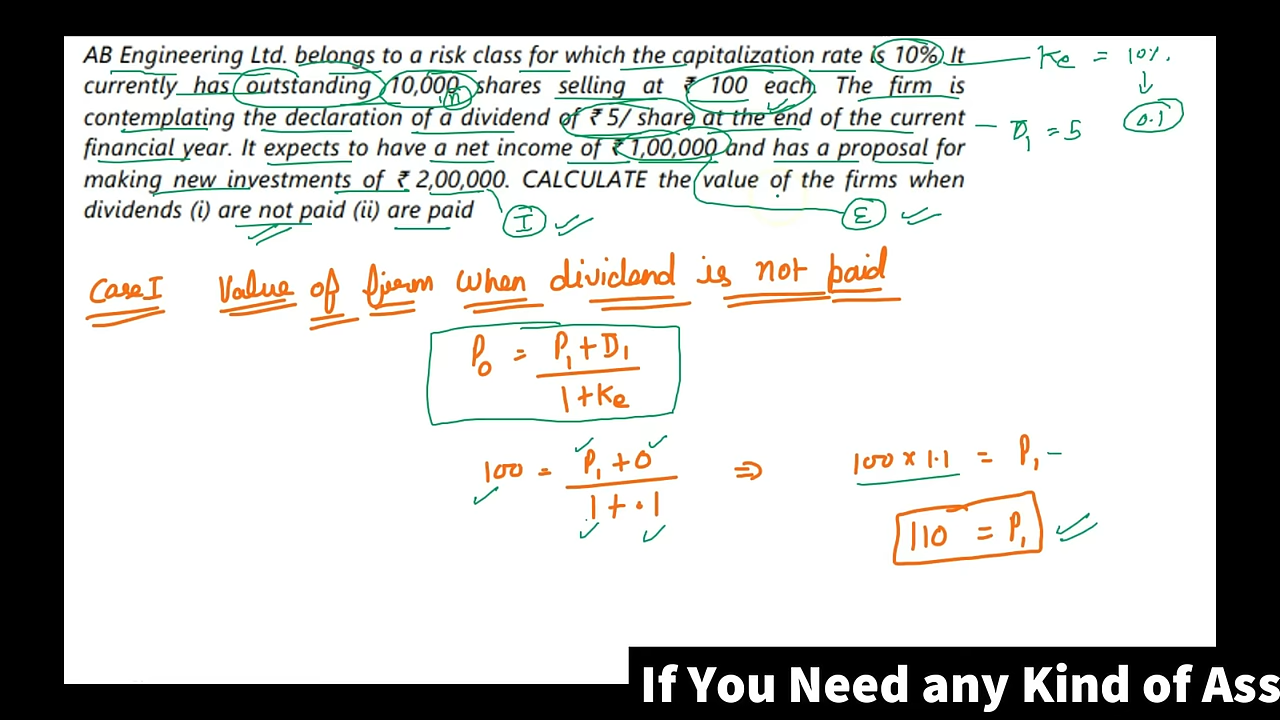 AB Engineering Ltd. belongs to a risk class for which the capitalization rate is 10%. It
currently has outstanding 10,000 shares selling at ₹ 100 each. The firm is
contemplating the declaration of a dividend of ₹ 5/ share at the end of the current
financial year. It expects to have a net income of ₹ 1,00,000 and has a proposal for
making new investments of ₹ 2,00,000. CALCULATE the value of the firms when
dividends (i) are not paid (ii) are paid
Ke = 10%.
0.1
D1 = 5
n
I
E
Case I Value of firm when dividend is not paid
P0 = P1 + D1
1 + Ke
100 = P1 + 0 ⇒ 100 × 1.1 = P1
1 + .1
110 = P1
If You Need any Kind of Ass